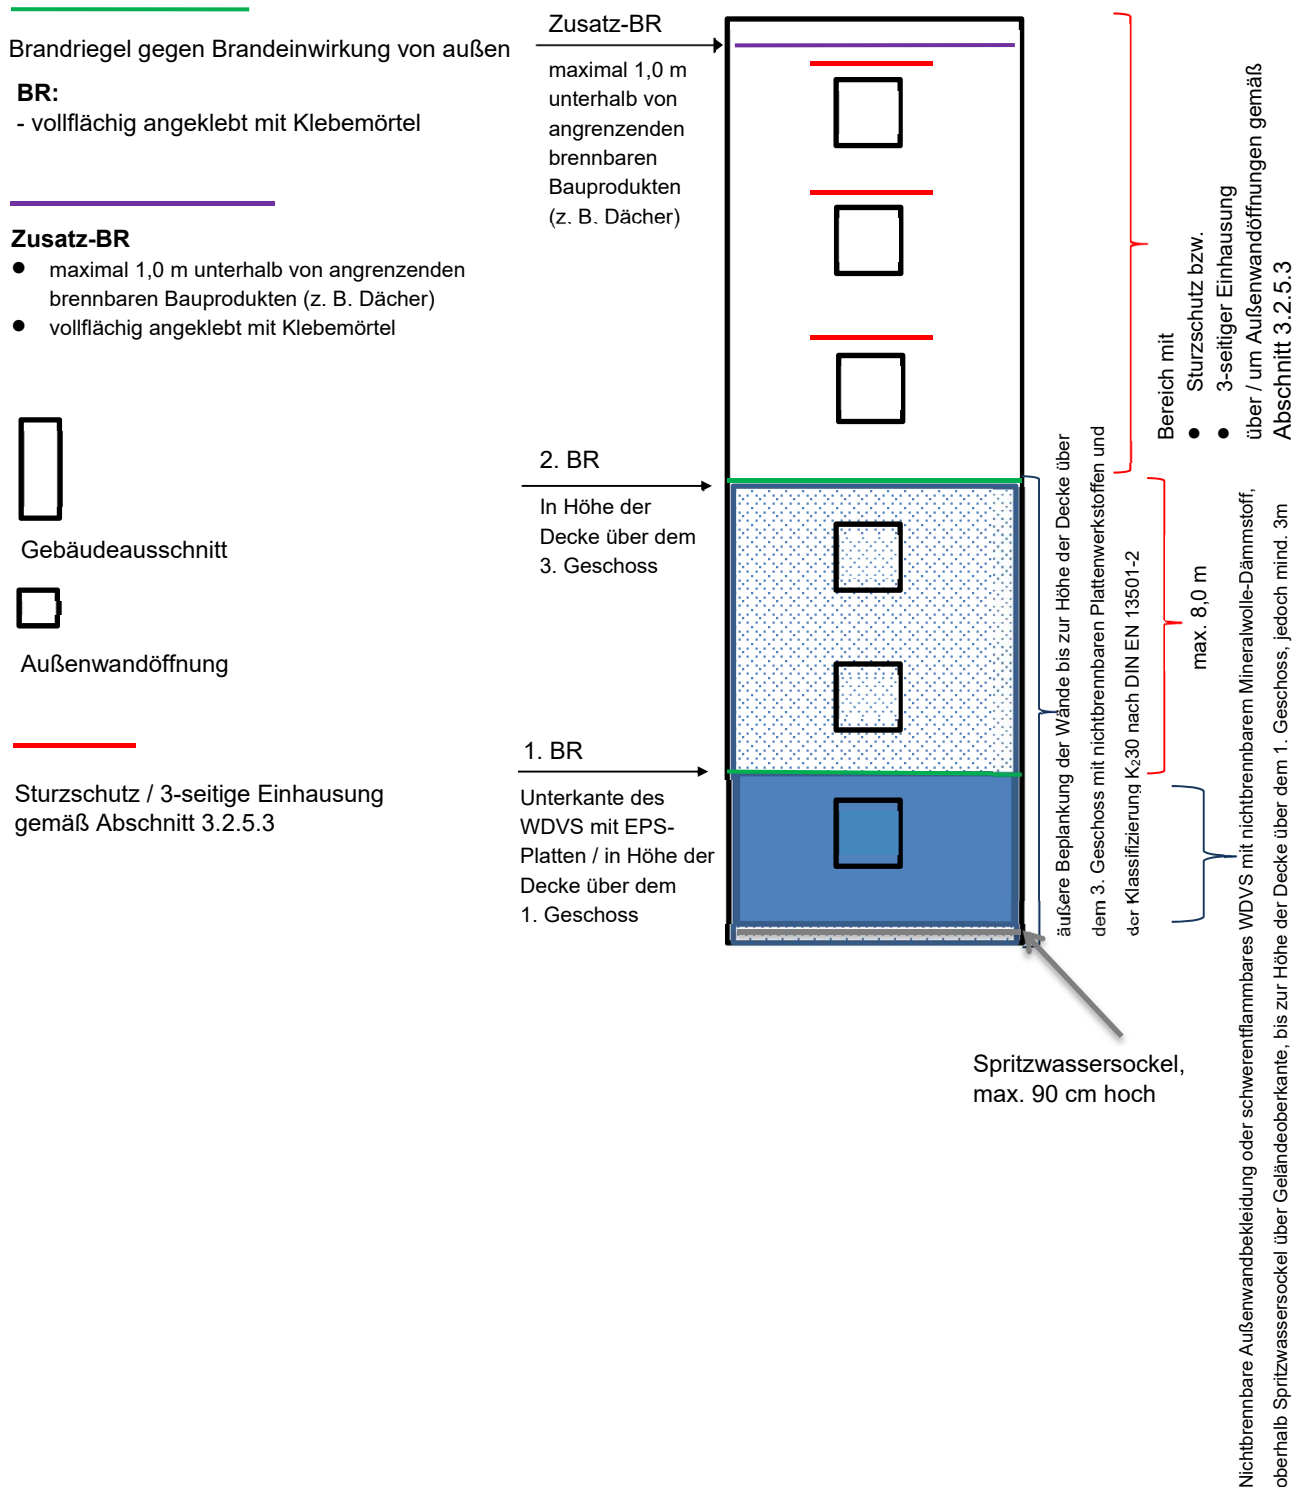 Brandriegel gegen Brandeinwirkung von außen
BR:
- vollflächig angeklebt mit Klebemörtel
Zusatz-BR
● maximal 1,0 m unterhalb von angrenzenden
brennbaren Bauprodukten (z. B. Dächer)
● vollflächig angeklebt mit Klebemörtel
Gebäudeausschnitt
Außenwandöffnung
Sturzschutz / 3-seitige Einhausung
gemäß Abschnitt 3.2.5.3
Zusatz-BR
maximal 1,0 m
unterhalb von
angrenzenden
brennbaren
Bauprodukten
(z. B. Dächer)
2. BR
In Höhe der
Decke über dem
3. Geschoss
1. BR
Unterkante des
WDVS mit EPS-
Platten / in Höhe der
Decke über dem
1. Geschoss
Spritzwassersockel,
max. 90 cm hoch
äußere Beplankung der Wände bis zur Höhe der Decke über
dem 3. Geschoss mit nichtbrennbaren Plattenwerkstoffen und
der Klassifizierung K₂30 nach DIN EN 13501-2
Bereich mit
● Sturzschutz bzw.
● 3-seitiger Einhausung
über / um Außenwandöffnungen gemäß
Abschnitt 3.2.5.3
max. 8,0 m
Nichtbrennbare Außenwandbekleidung oder schwerentflammbares WDVS mit nichtbrennbarem Mineralwolle-Dämmstoff,
oberhalb Spritzwassersockel über Geländeoberkante, bis zur Höhe der Decke über dem 1. Geschoss, jedoch mind. 3m